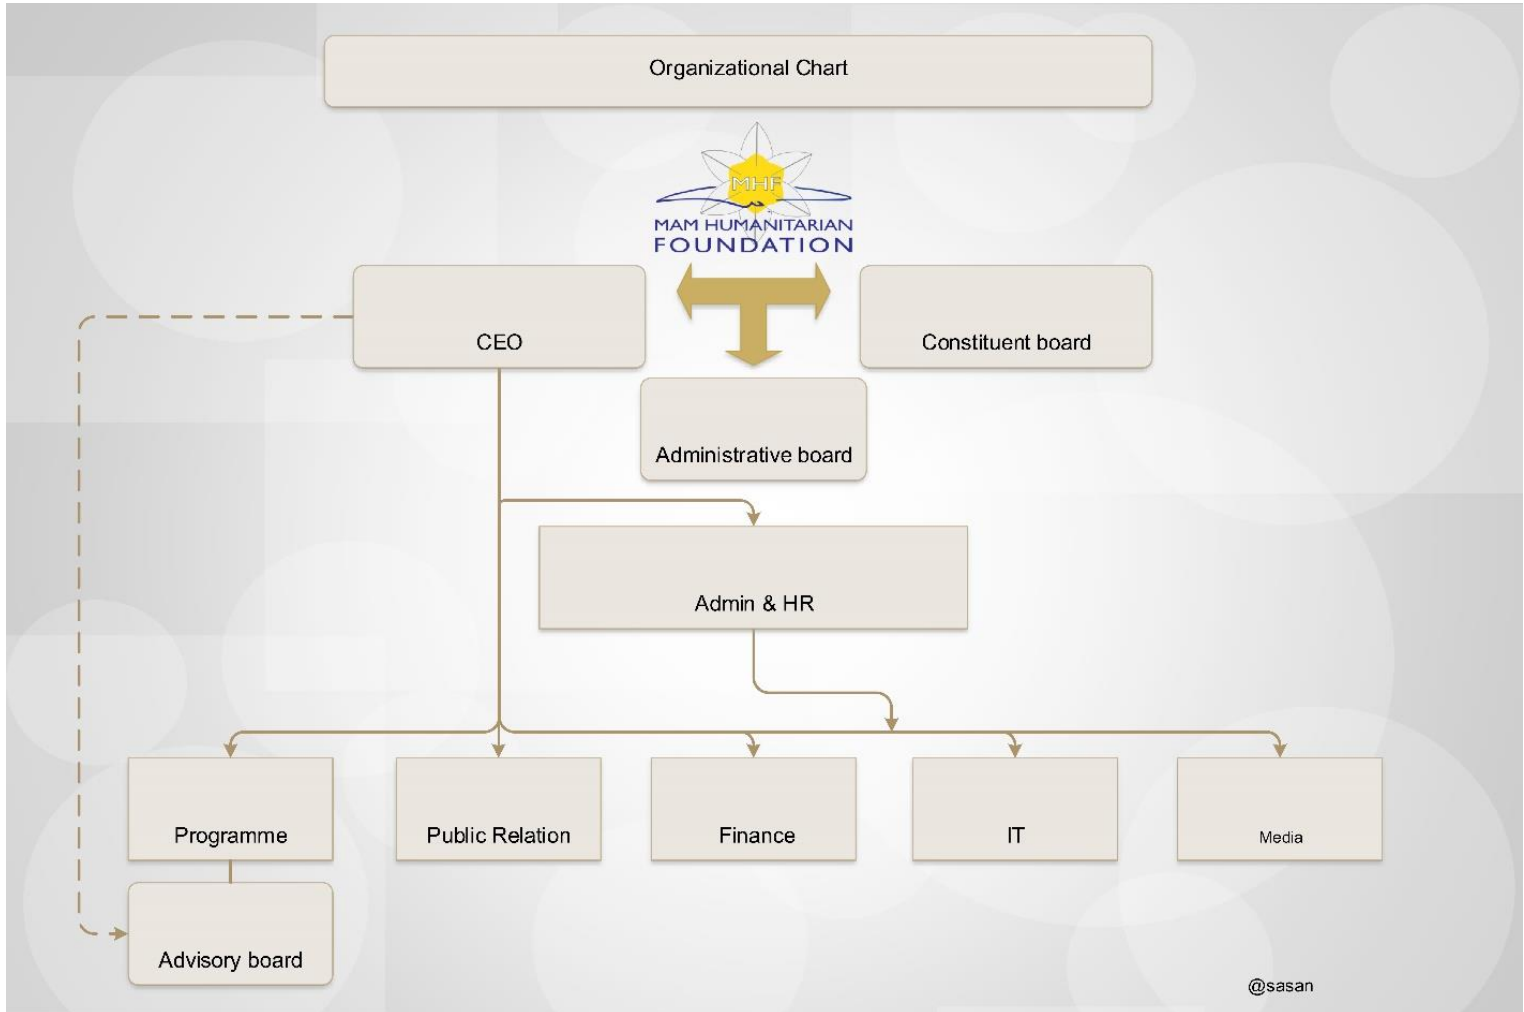 Organizational Chart
MHF
MAM HUMANITARIAN
FOUNDATION
CEO
Constituent board
Administrative board
Admin & HR
Programme
Public Relation
Finance
IT
Media
Advisory board
@sasan